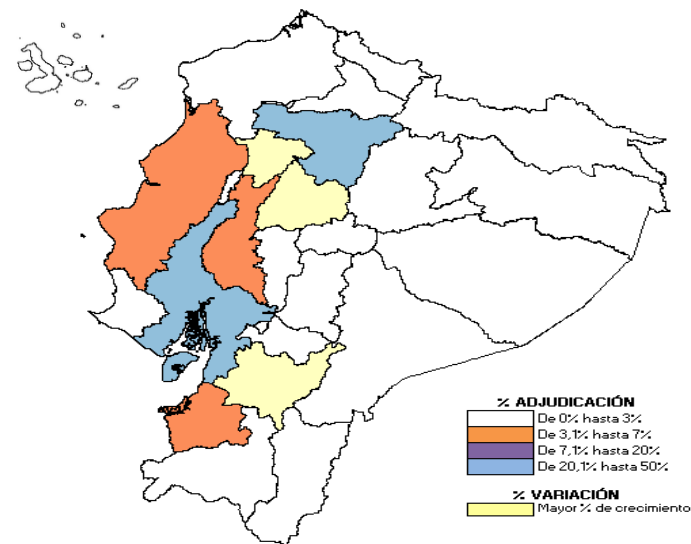 % ADJUDICACIÓN
De 0% hasta 3%
De 3,1% hasta 7%
De 7,1% hasta 20%
De 20,1% hasta 50%
% VARIACIÓN
Mayor % de crecimiento